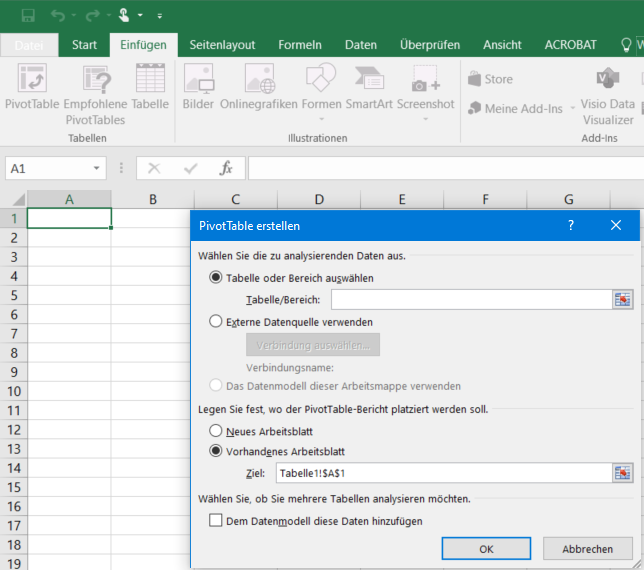 Datei Start Einfügen Seitenlayout Formeln Daten Überprüfen Ansicht ACROBAT
PivotTable Empfohlene PivotTables Tabelle Bilder Onlinegrafiken Formen SmartArt Screenshot
Store
Meine Add-Ins
Visio Data Visualizer
Tabellen Illustrationen Add-Ins
A1 fx
A B C D E F G
1
2
3
4
5
6
7
8
9
10
11
12
13
14
15
16
17
18
19
PivotTable erstellen ?
Wählen Sie die zu analysierenden Daten aus.
Tabelle oder Bereich auswählen
Tabelle/Bereich:
Externe Datenquelle verwenden
Verbindung auswählen...
Verbindungsname:
Das Datenmodell dieser Arbeitsmappe verwenden
Legen Sie fest, wo der PivotTable-Bericht platziert werden soll.
Neues Arbeitsblatt
Vorhandenes Arbeitsblatt
Ziel: Tabelle1!$A$1
Wählen Sie, ob Sie mehrere Tabellen analysieren möchten.
Dem Datenmodell diese Daten hinzufügen
OK Abbrechen